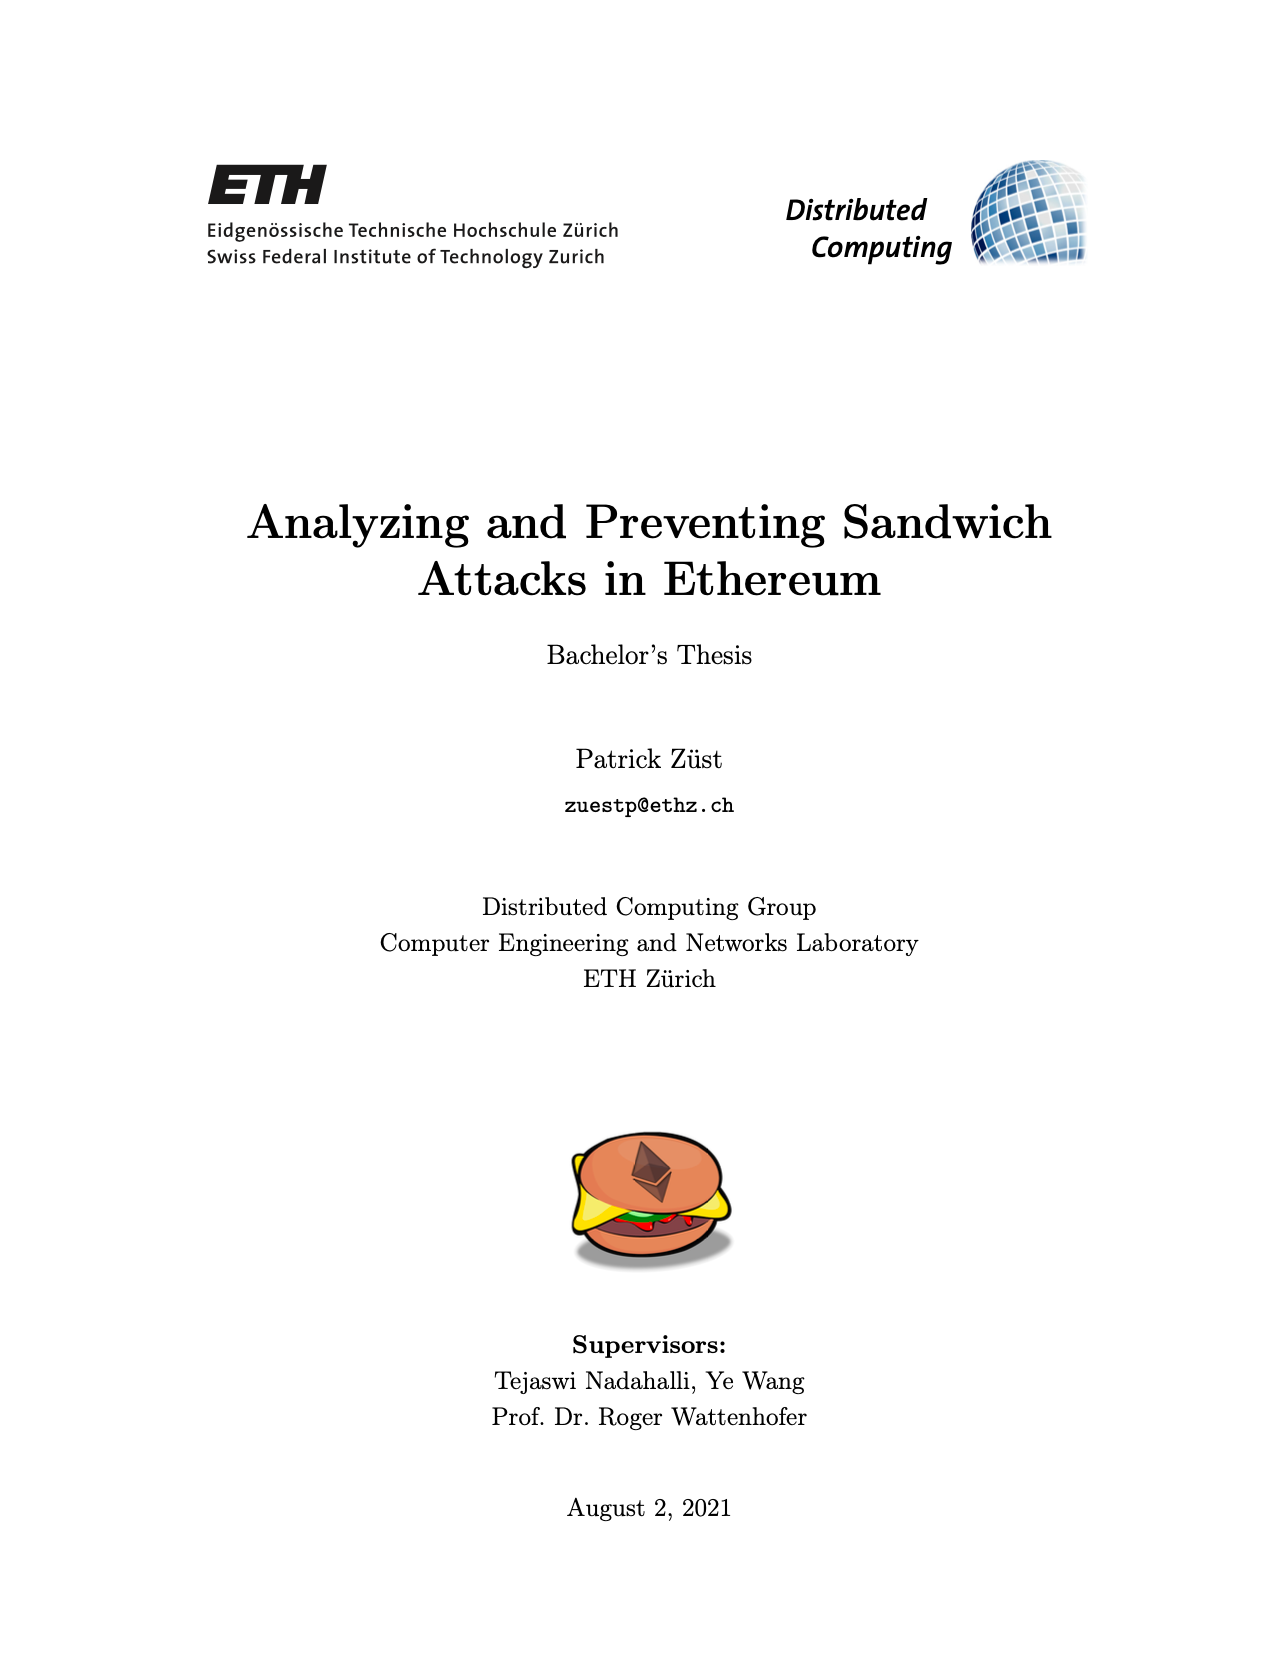 ETH
Eidgenössische Technische Hochschule Zürich
Swiss Federal Institute of Technology Zurich
Distributed
Computing
Analyzing and Preventing Sandwich
Attacks in Ethereum
Bachelor's Thesis
Patrick Züst
zuestp@ethz.ch
Distributed Computing Group
Computer Engineering and Networks Laboratory
ETH Zürich
Supervisors:
Tejaswi Nadahalli, Ye Wang
Prof. Dr. Roger Wattenhofer
August 2, 2021